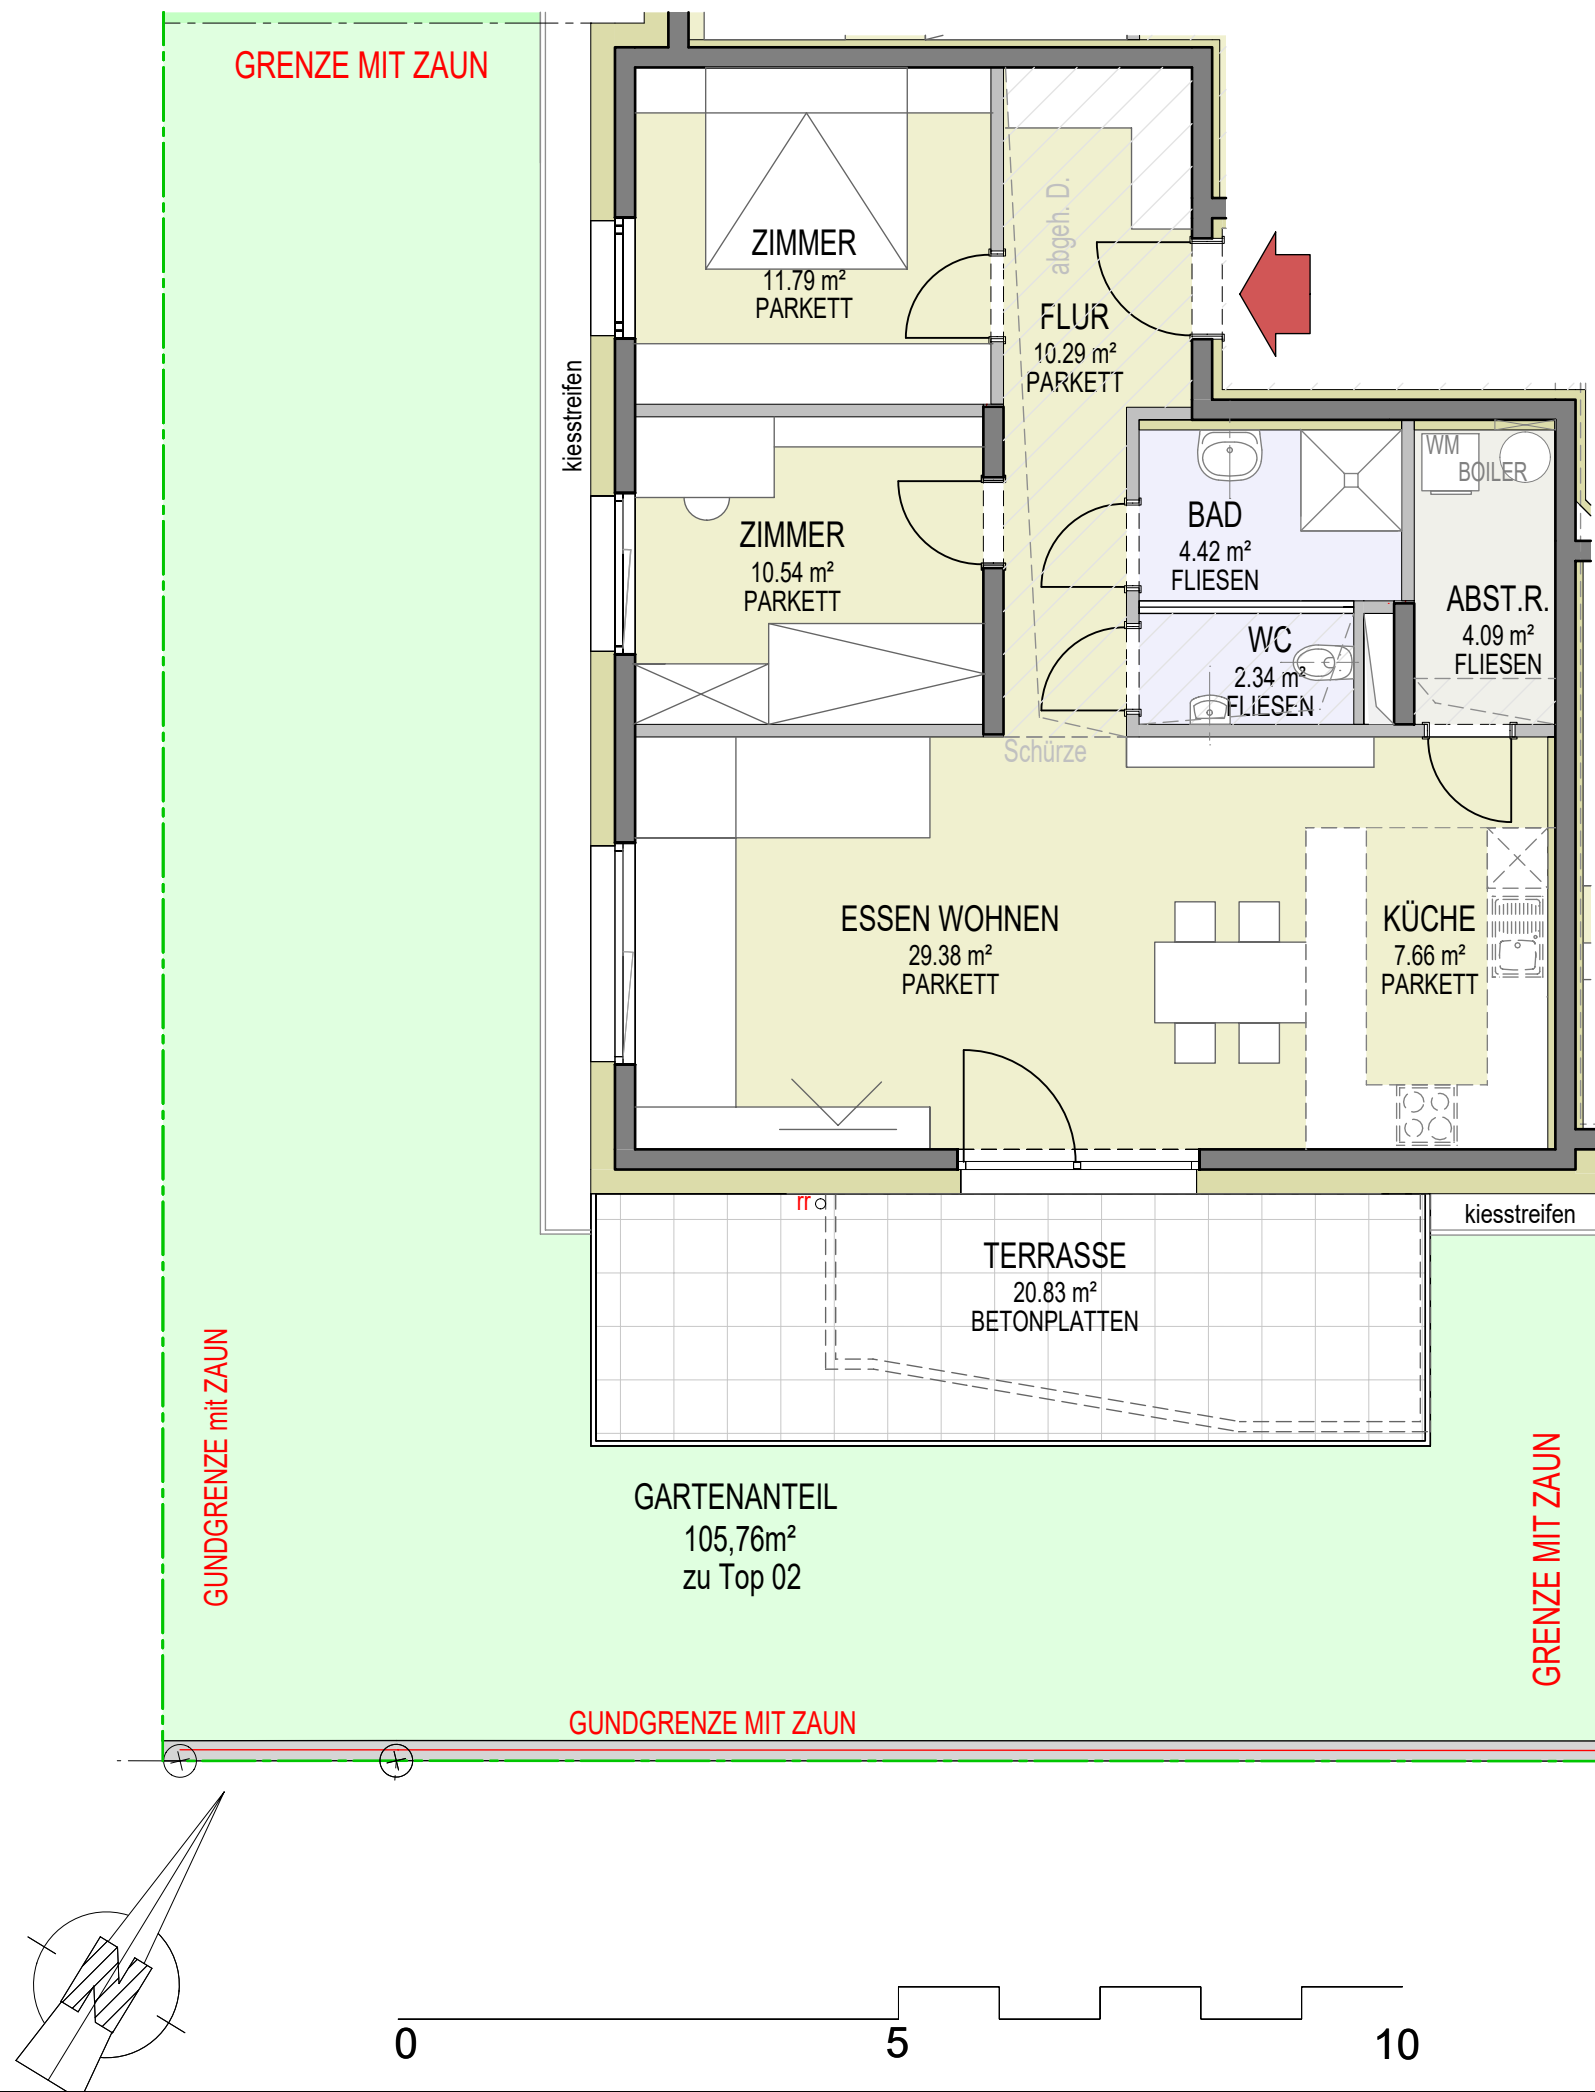 GRENZE MIT ZAUN
ZIMMER
11.79 m²
PARKETT
abgeh. D.
FLUR
10.29 m²
PARKETT
kiesstreifen
ZIMMER
10.54 m²
PARKETT
BAD
4.42 m²
FLIESEN
WM
BOILER
ABST.R.
4.09 m²
FLIESEN
WC
2.34 m²
FLIESEN
Schürze
ESSEN WOHNEN
29.38 m²
PARKETT
KÜCHE
7.66 m²
PARKETT
rr
kiesstreifen
TERRASSE
20.83 m²
BETONPLATTEN
GUNDGRENZE mit ZAUN
GARTENANTEIL
105,76m²
zu Top 02
GRENZE MIT ZAUN
GUNDGRENZE MIT ZAUN
N
0
5
10